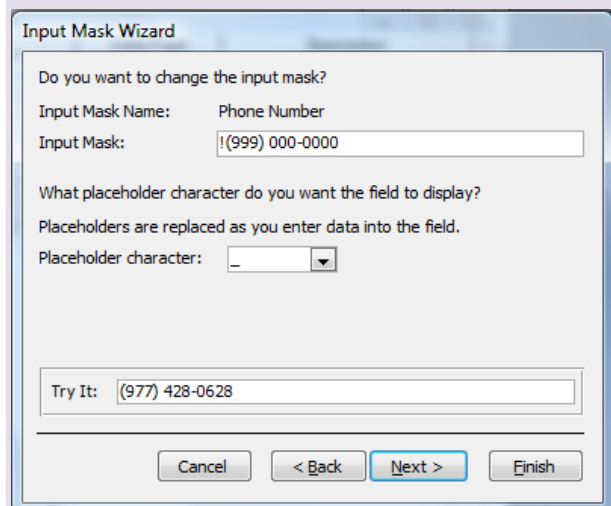 Input Mask Wizard
Do you want to change the input mask?
Input Mask Name: Phone Number
Input Mask: !(999) 000-0000
What placeholder character do you want the field to display?
Placeholders are replaced as you enter data into the field.
Placeholder character: _
Try It: (977) 428-0628
Cancel < Back Next > Finish